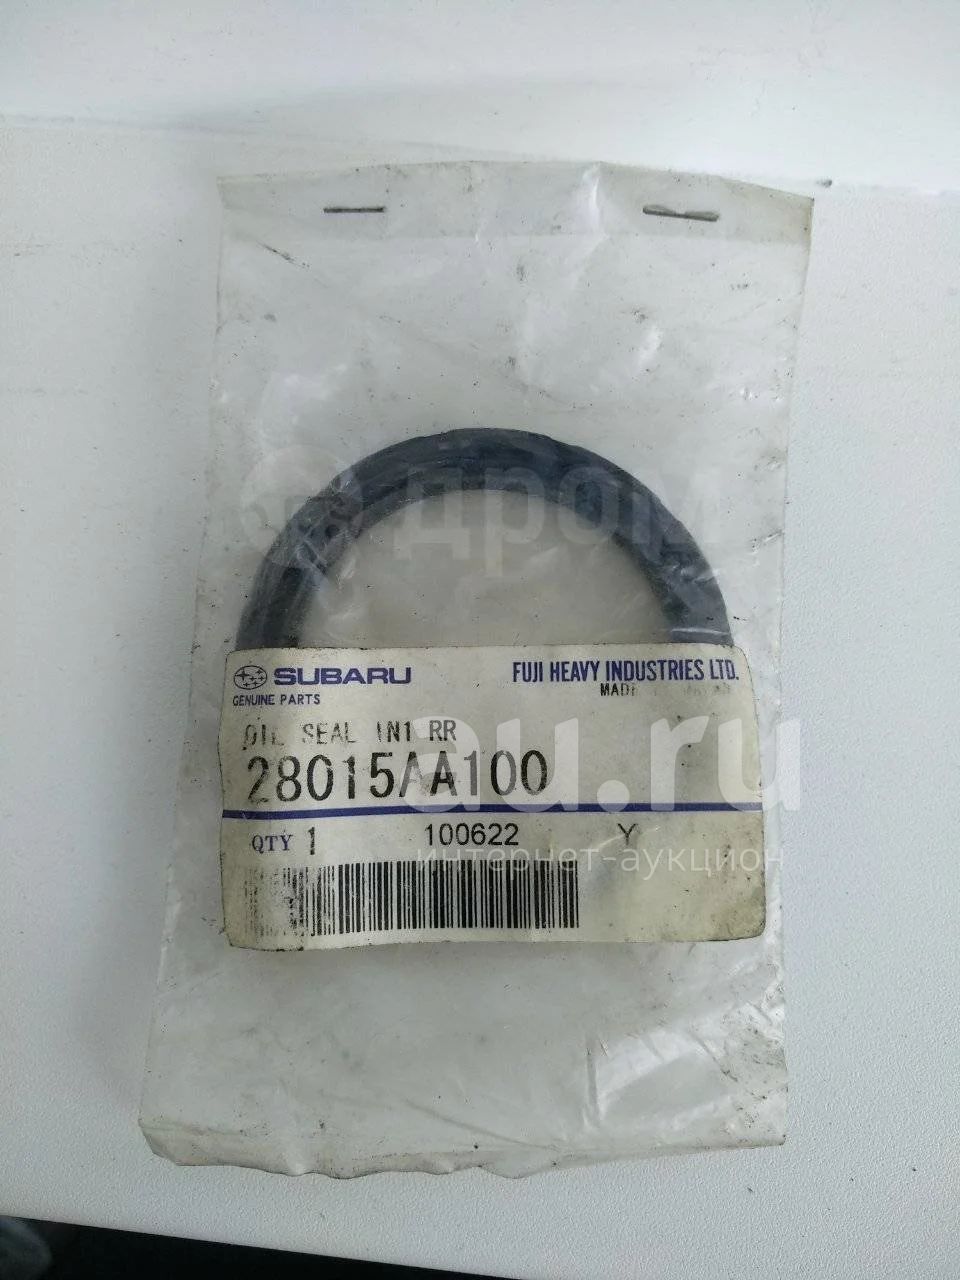 дром
SUBARU
GENUINE PARTS
FUJI HEAVY INDUSTRIES LTD.
MADE
OIL SEAL IN1 RR
28015AA100
au.ru
QTY 1 100622 Y
интернет-аукцион